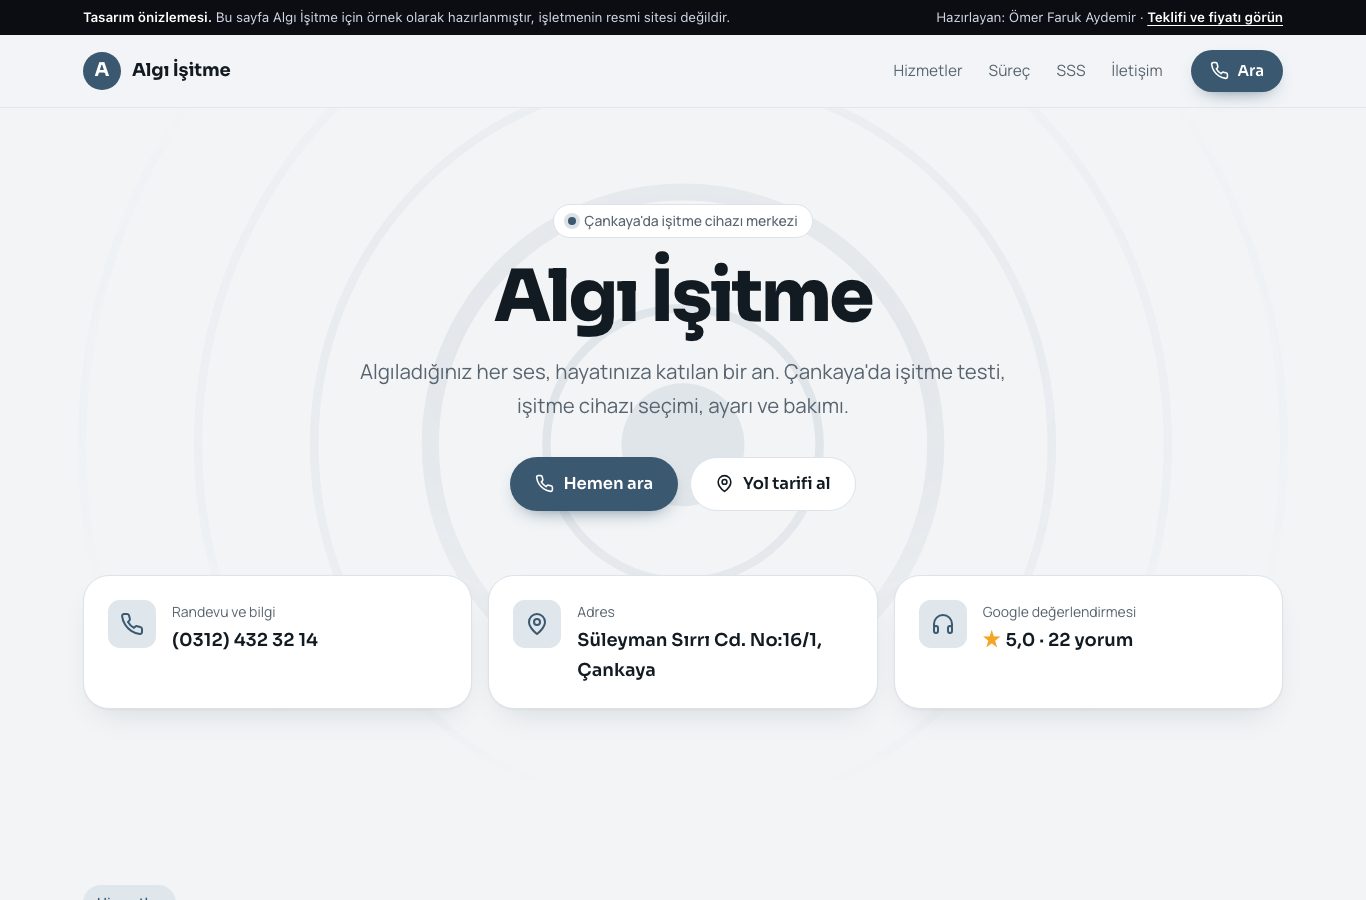 Tasarım önizlemesi. Bu sayfa Algı İşitme için örnek olarak hazırlanmıştır, işletmenin resmi sitesi değildir.
Hazırlayan: Ömer Faruk Aydemir · Teklifi ve fiyatı görün
A Algı İşitme
Hizmetler Süreç SSS İletişim Ara
Çankaya'da işitme cihazı merkezi
Algı İşitme
Algıladığınız her ses, hayatınıza katılan bir an. Çankaya'da işitme testi,
işitme cihazı seçimi, ayarı ve bakımı.
Hemen ara
Yol tarifi al
Randevu ve bilgi
(0312) 432 32 14
Adres
Süleyman Sırrı Cd. No:16/1,
Çankaya
Google değerlendirmesi
★ 5,0 · 22 yorum